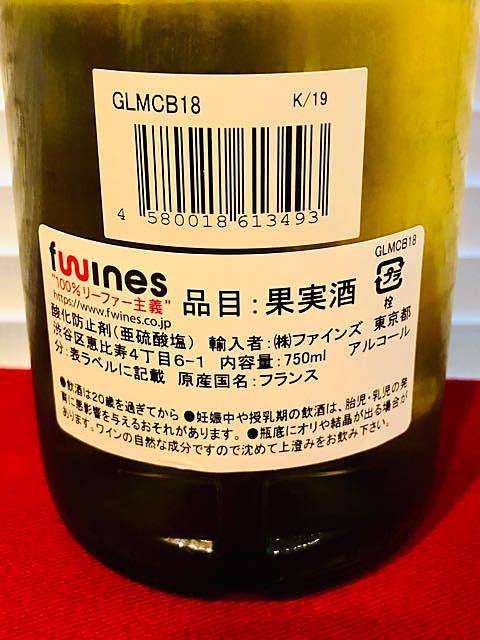 GLMCB18 K/19
4 580018 613493
GLMCB18
fwines
"100%リーファー主義"
https://www.fwines.co.jp
品目:果実酒
プラ
栓
酸化防止剤(亜硫酸塩) 輸入者:㈱ファインズ 東京都
渋谷区恵比寿4丁目6-1 内容量:750ml アルコール
分:表ラベルに記載 原産国名:フランス
●飲酒は20歳を過ぎてから ●妊娠中や授乳期の飲酒は、胎児・乳児の発
育に悪影響を与えるおそれがあります。 ●瓶底にオリや結晶が出る場合が
あります。ワインの自然な成分ですので沈めて上澄みをお飲み下さい。